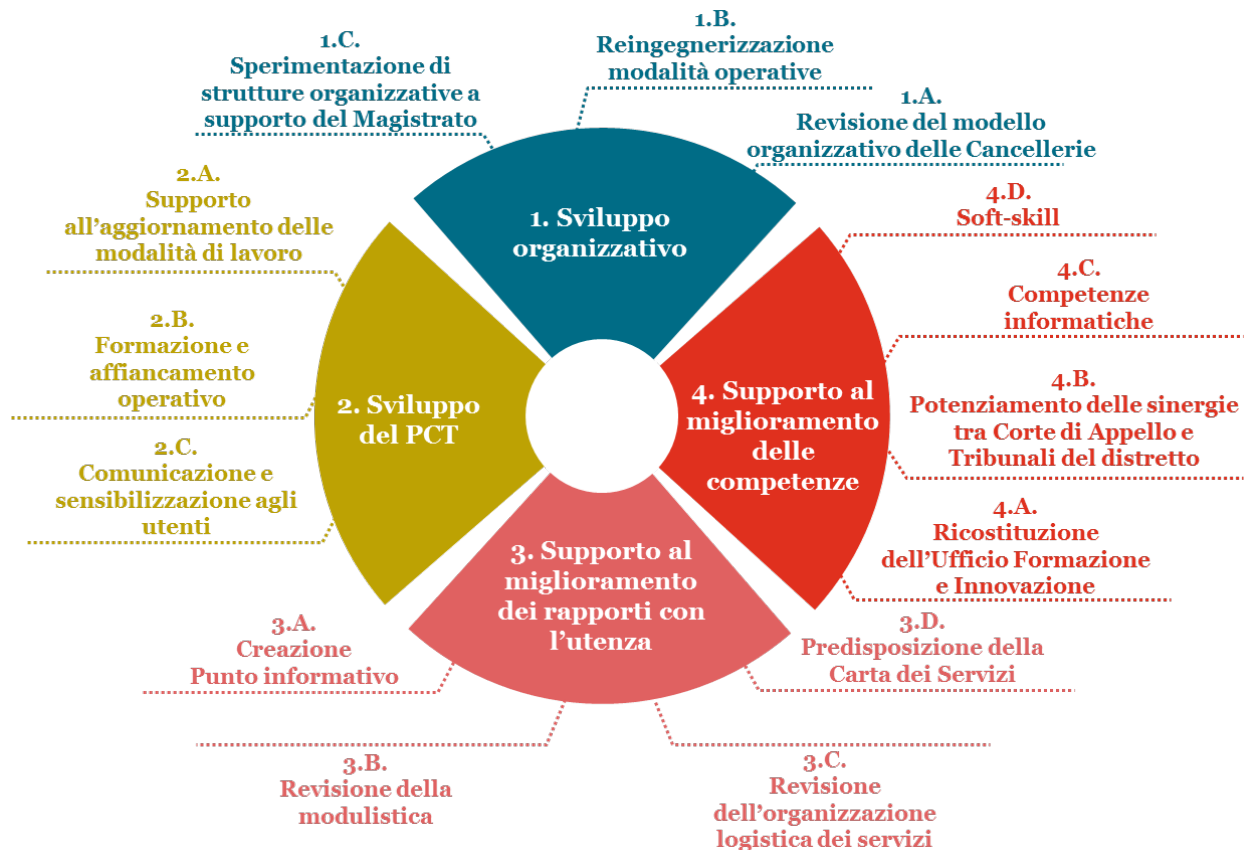 1.B.
Reingegnerizzazione
modalità operative
1.C.
Sperimentazione di
strutture organizzative a
supporto del Magistrato
1.A.
Revisione del modello
organizzativo delle Cancellerie
1. Sviluppo
organizzativo
2.A.
Supporto
all’aggiornamento delle
modalità di lavoro
2.B.
Formazione e
affiancamento
operativo
2.C.
Comunicazione e
sensibilizzazione agli
utenti
2. Sviluppo
del PCT
4.D.
Soft-skill
4.C.
Competenze
informatiche
4.B.
Potenziamento delle sinergie
tra Corte di Appello e
Tribunali del distretto
4.A.
Ricostituzione
dell’Ufficio Formazione
e Innovazione
4. Supporto al
miglioramento
delle
competenze
3. Supporto al
miglioramento
dei rapporti con
l’utenza
3.A.
Creazione
Punto informativo
3.B.
Revisione della
modulistica
3.C.
Revisione
dell’organizzazione
logistica dei servizi
3.D.
Predisposizione della
Carta dei Servizi